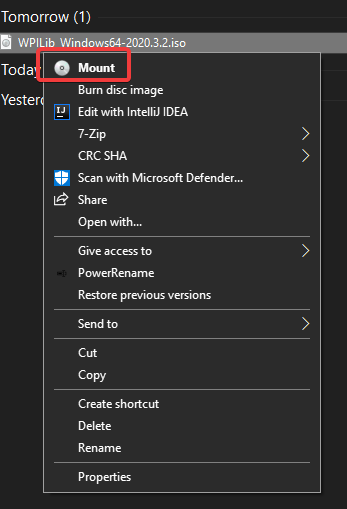 Tomorrow (1)
WPILib_Windows64-2020.3.2.iso
Mount
Today
Burn disc image
Yester
IJ
Edit with IntelliJ IDEA
7-Zip
CRC SHA
Scan with Microsoft Defender...
Share
Open with...
Give access to
PowerRename
Restore previous versions
Send to
Cut
Copy
Create shortcut
Delete
Rename
Properties